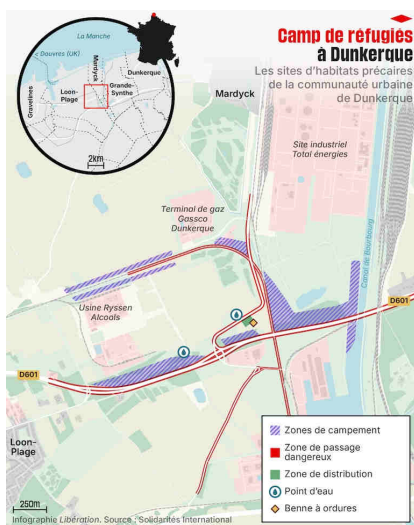 Camp de réfugiés
à Dunkerque
Les sites d'habitats précaires
de la communauté urbaine
de Dunkerque
La Manche
Douvres (UK)
Mardyck
Dunkerque
Loon-
Plage
Grande-
Synthe
Gravelines
2km
Mardyck
Site industriel
Total énergies
Terminal de gaz
Gassco
Dunkerque
Canal de Bourbourg
Usine Ryssen
Alcools
D601
D601
Loon-
Plage
Zones de campement
Zone de passage
dangereux
Zone de distribution
Point d'eau
Benne à ordures
250m
Infographie Libération. Source : Solidarités International